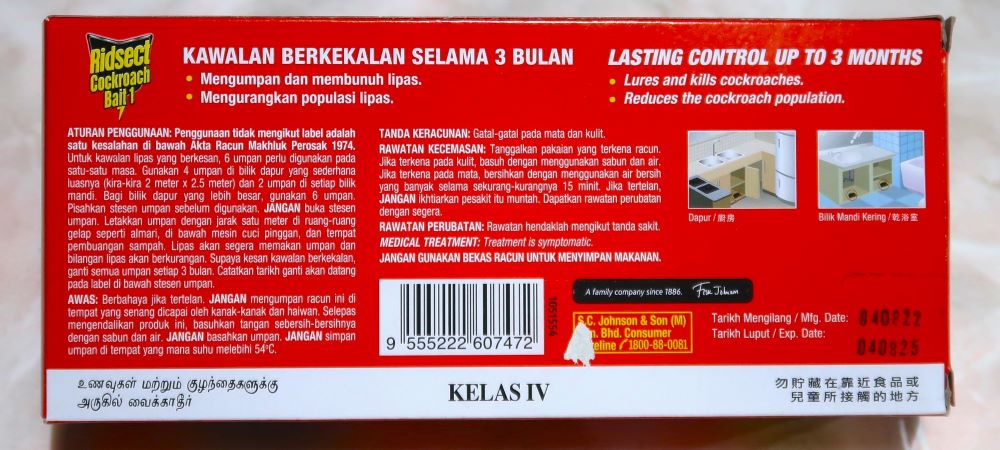 Ridsect
Cockroach
Bait 1
KAWALAN BERKEKALAN SELAMA 3 BULAN
• Mengumpan dan membunuh lipas.
• Mengurangkan populasi lipas.
LASTING CONTROL UP TO 3 MONTHS
• Lures and kills cockroaches.
• Reduces the cockroach population.
ATURAN PENGGUNAAN: Penggunaan tidak mengikut label adalah
satu kesalahan di bawah Akta Racun Makhluk Perosak 1974.
Untuk kawalan lipas yang berkesan, 6 umpan perlu digunakan pada
satu-satu masa. Gunakan 4 umpan di bilik dapur yang sederhana
luasnya (kira-kira 2 meter x 2.5 meter) dan 2 umpan di setiap bilik
mandi. Bagi bilik dapur yang lebih besar, gunakan 6 umpan.
Pisahkan stesen umpan sebelum digunakan. JANGAN buka stesen
umpan. Letakkan umpan dengan jarak satu meter di ruang-ruang
gelap seperti almari, di bawah mesin cuci pinggan, dan tempat
pembuangan sampah. Lipas akan segera memakan umpan dan
bilangan lipas akan berkurangan. Supaya kesan kawalan berkekalan,
ganti semua umpan setiap 3 bulan. Catatkan tarikh ganti akan datang
pada label di bawah stesen umpan.
AWAS: Berbahaya jika tertelan. JANGAN mengumpan racun ini di
tempat yang senang dicapai oleh kanak-kanak dan haiwan. Selepas
mengendalikan produk ini, basuhkan tangan sebersih-bersihnya
dengan sabun dan air. JANGAN basahkan umpan. JANGAN simpan
umpan di tempat yang mana suhu melebihi 54ºC.
TANDA KERACUNAN: Gatal-gatal pada mata dan kulit.
RAWATAN KECEMASAN: Tanggalkan pakaian yang terkena racun.
Jika terkena pada kulit, basuh dengan menggunakan sabun dan air.
Jika terkena pada mata, bersihkan dengan menggunakan air bersih
yang banyak selama sekurang-kurangnya 15 minit. Jika tertelan,
JANGAN ikhtiarkan pesakit itu muntah. Dapatkan rawatan perubatan
dengan segera.
RAWATAN PERUBATAN: Rawatan hendaklah mengikut tanda sakit.
MEDICAL TREATMENT: Treatment is symptomatic.
JANGAN GUNAKAN BEKAS RACUN UNTUK MENYIMPAN MAKANAN.
Dapur / 廚房
Bilik Mandi Kering / 乾浴室
9 555222 607472
1051554
A family company since 1886. Fisk Johnson
S.C. Johnson & Son (M)
n. Bhd. Consumer
eline 1800-88-0081
Tarikh Mengilang / Mfg. Date: 040822
Tarikh Luput / Exp. Date: 040825
உணவுகள் மற்றும் குழந்தைகளுக்கு
அருகில் வைக்காதீர்
KELAS IV
勿貯藏在靠近食品或
兒童所接觸的地方